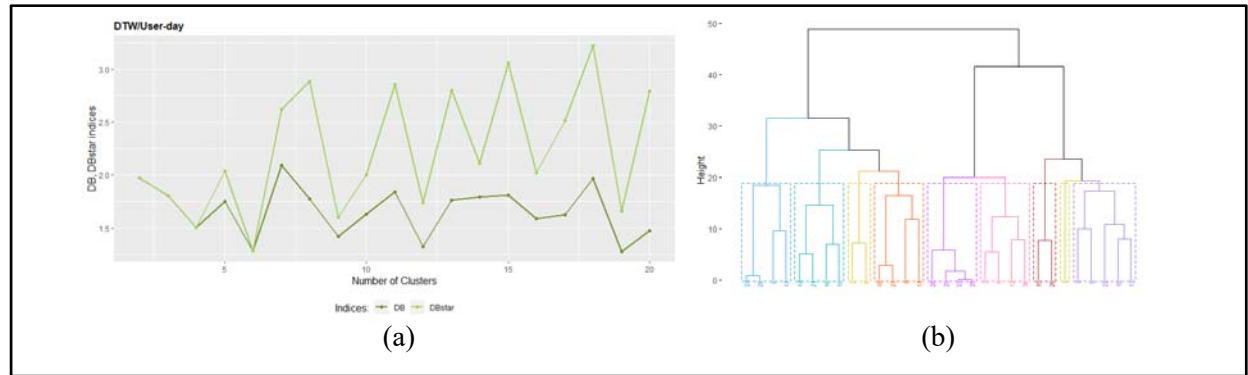 DTW/User-day
DB, DBstar indices
3.0
2.5
2.0
1.5
5
10
15
20
Number of Clusters
Indices: DB DBstar
(a)
Height
50
40
30
20
10
0
(b)